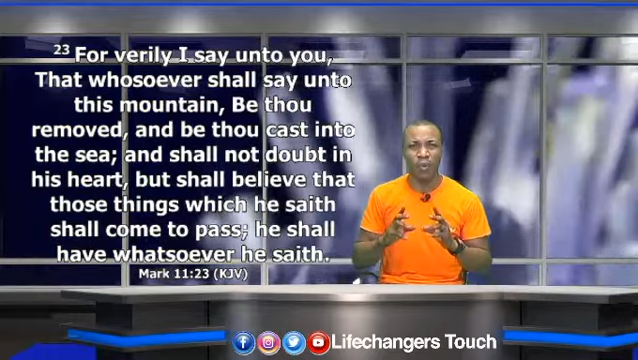 23 For verily I say unto you,
That whosoever shall say unto
this mountain, Be thou
removed, and be thou cast into
the sea; and shall not doubt in
his heart, but shall believe that
those things which he saith
shall come to pass; he shall
have whatsoever he saith.
Mark 11:23 (KJV)
Lifechangers Touch